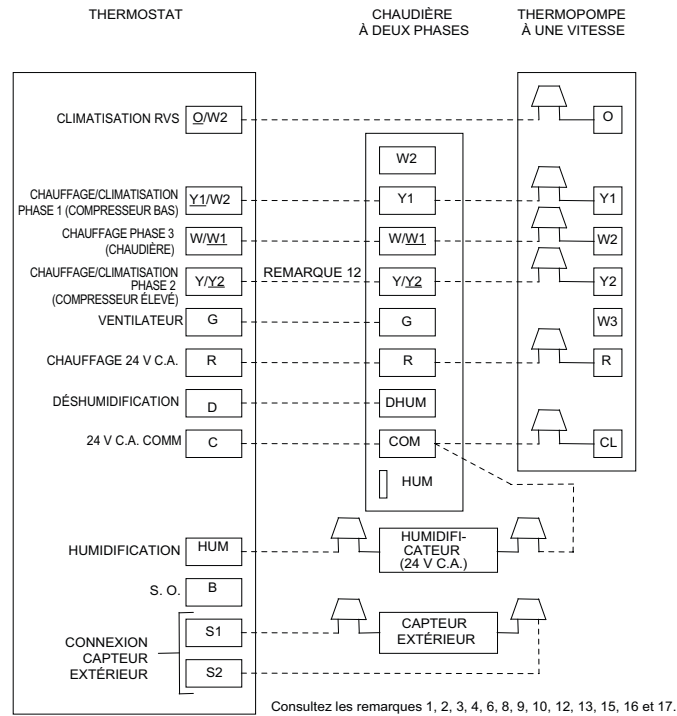 THERMOSTAT
CHAUDIÈRE
À DEUX PHASES
THERMOPOMPE
À UNE VITESSE
CLIMATISATION RVS
O/W2
O
W2
CHAUFFAGE/CLIMATISATION
PHASE 1 (COMPRESSEUR BAS)
Y1/W2
Y1
Y1
CHAUFFAGE PHASE 3
(CHAUDIÈRE)
W/W1
W/W1
W2
CHAUFFAGE/CLIMATISATION
PHASE 2
(COMPRESSEUR ÉLEVÉ)
Y/Y2
REMARQUE 12
Y/Y2
Y2
VENTILATEUR
G
G
W3
CHAUFFAGE 24 V C.A.
R
R
R
DÉSHUMIDIFICATION
D
DHUM
24 V C.A. COMM
C
COM
CL
HUM
HUMIDIFICATION
HUM
HUMIDIFI-
CATEUR
(24 V C.A.)
S. O.
B
CONNEXION
CAPTEUR
EXTÉRIEUR
S1
S2
CAPTEUR
EXTÉRIEUR
Consultez les remarques 1, 2, 3, 4, 6, 8, 9, 10, 12, 13, 15, 16 et 17.